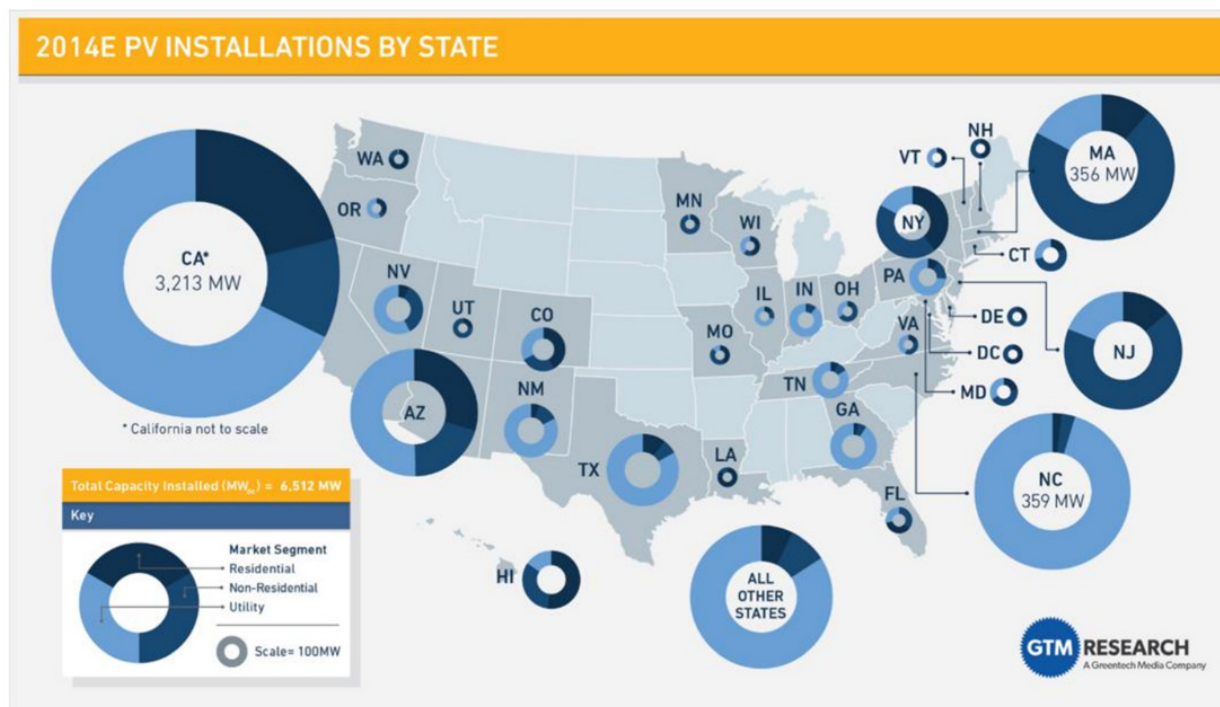 2014E PV INSTALLATIONS BY STATE
CA*
3,213 MW
* California not to scale
WA
OR
NV
UT
CO
AZ
NM
TX
MN
WI
IL
IN
OH
MO
LA
TN
GA
FL
HI
NY
PA
VA
VT
NH
MA
356 MW
CT
DE
DC
MD
NJ
NC
359 MW
ALL
OTHER
STATES
Total Capacity Installed (MWdc) = 6,512 MW
Key
Market Segment
Residential
Non-Residential
Utility
Scale= 100MW
GTM RESEARCH
A Greentech Media Company